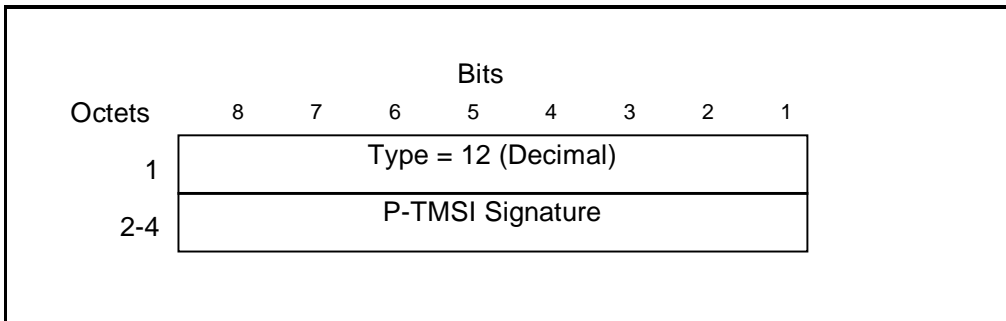 Bits
Octets 8 7 6 5 4 3 2 1
1 Type = 12 (Decimal)
2-4 P-TMSI Signature